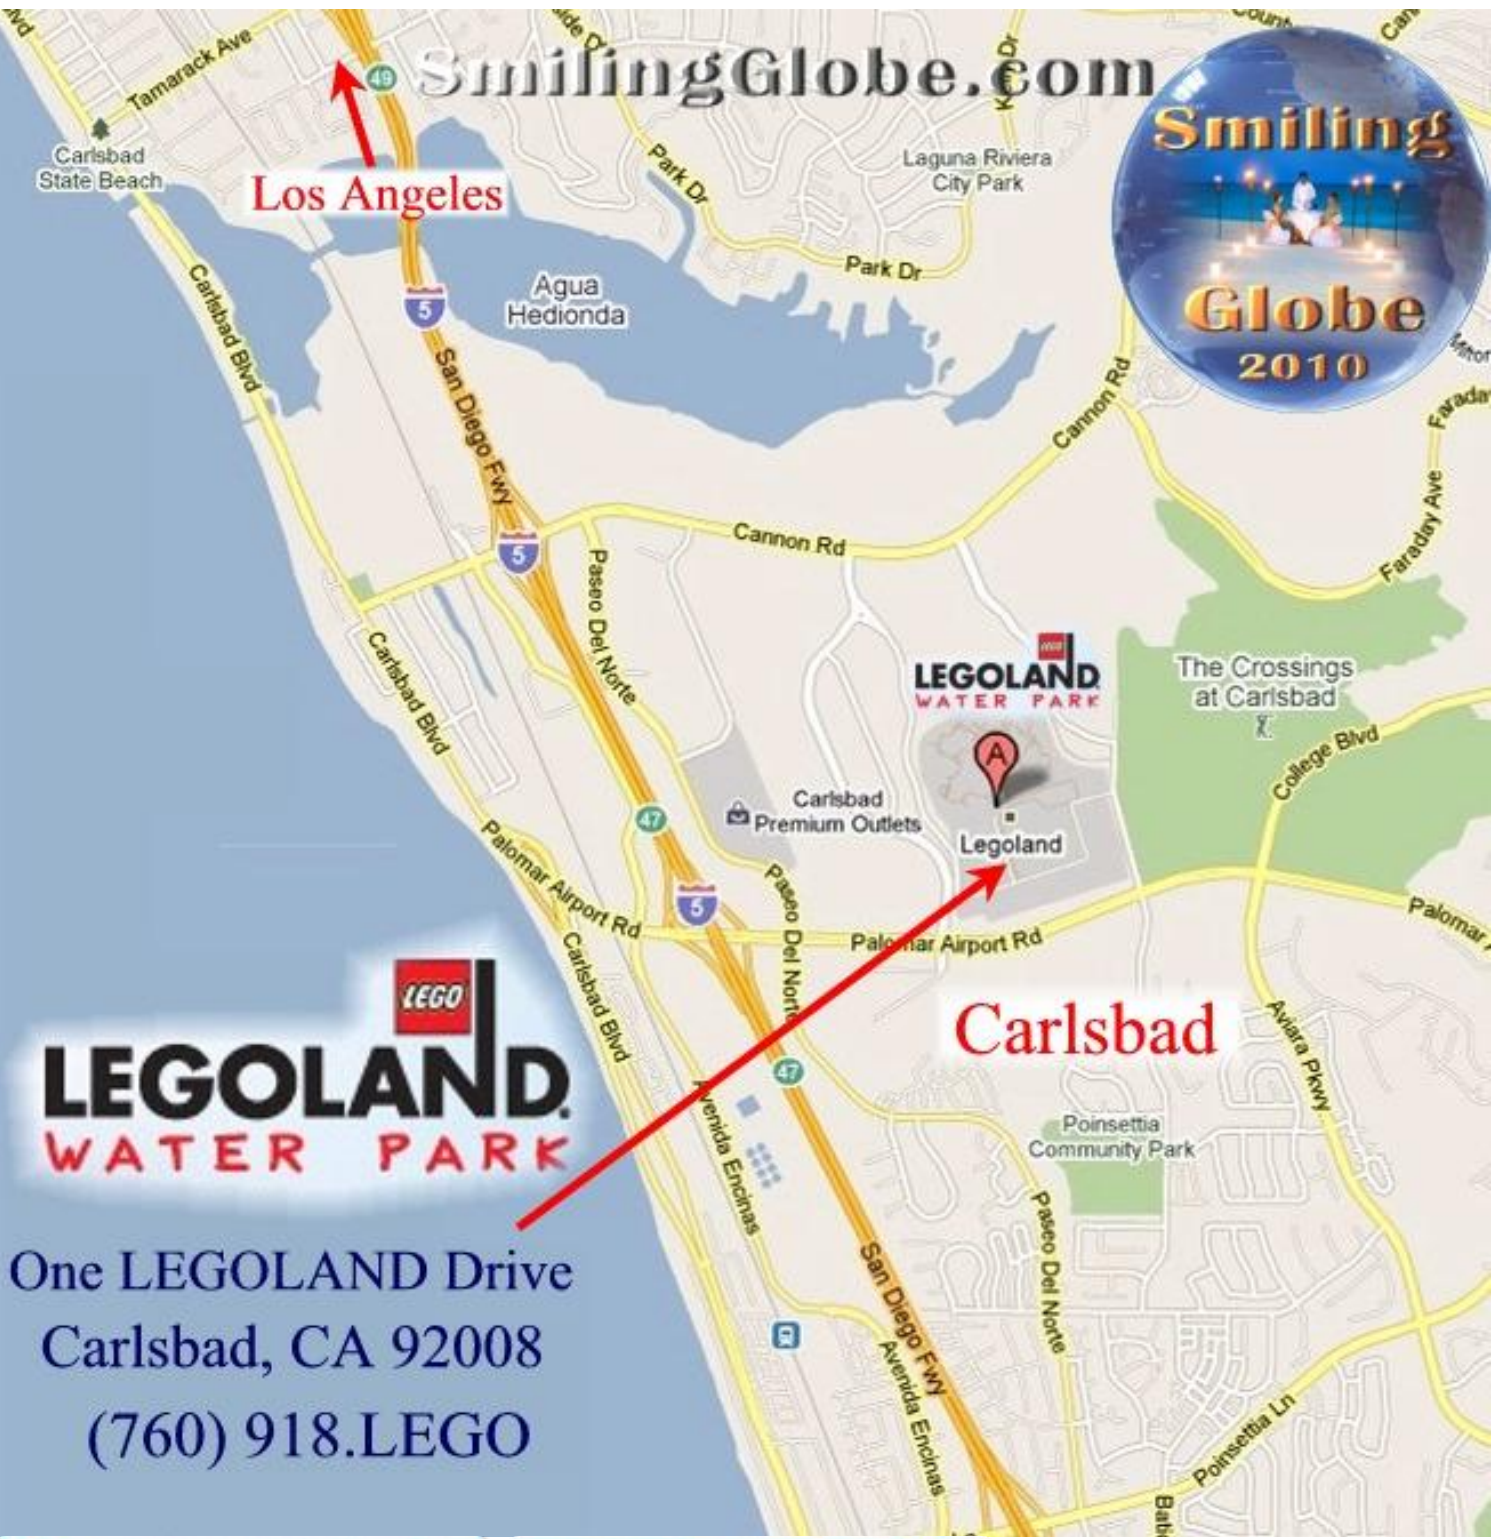 Tamarack Ave
49
SmilingGlobe.com
Smiling
Globe
2010
Carlsbad
State Beach
Los Angeles
Park Dr
Laguna Riviera
City Park
Park Dr
Carlsbad Blvd
5
Agua
Hedionda
San Diego Fwy
Cannon Rd
Faraday Ave
5
Cannon Rd
Paseo Del Norte
Carlsbad Blvd
LEGO
LEGOLAND
WATER PARK
The Crossings
at Carlsbad
College Blvd
A
Carlsbad
Premium Outlets
47
Legoland
Palomar Airport Rd
5
Paseo Del Norte
Palomar Airport Rd
Palomar
Carlsbad Blvd
LEGO
LEGOLAND
WATER PARK
Carlsbad
Aviara Pkwy
47
Avenida Encinas
Poinsettia
Community Park
Paseo Del Norte
One LEGOLAND Drive
Carlsbad, CA 92008
(760) 918.LEGO
San Diego Fwy
Avenida Encinas
Poinsettia Ln